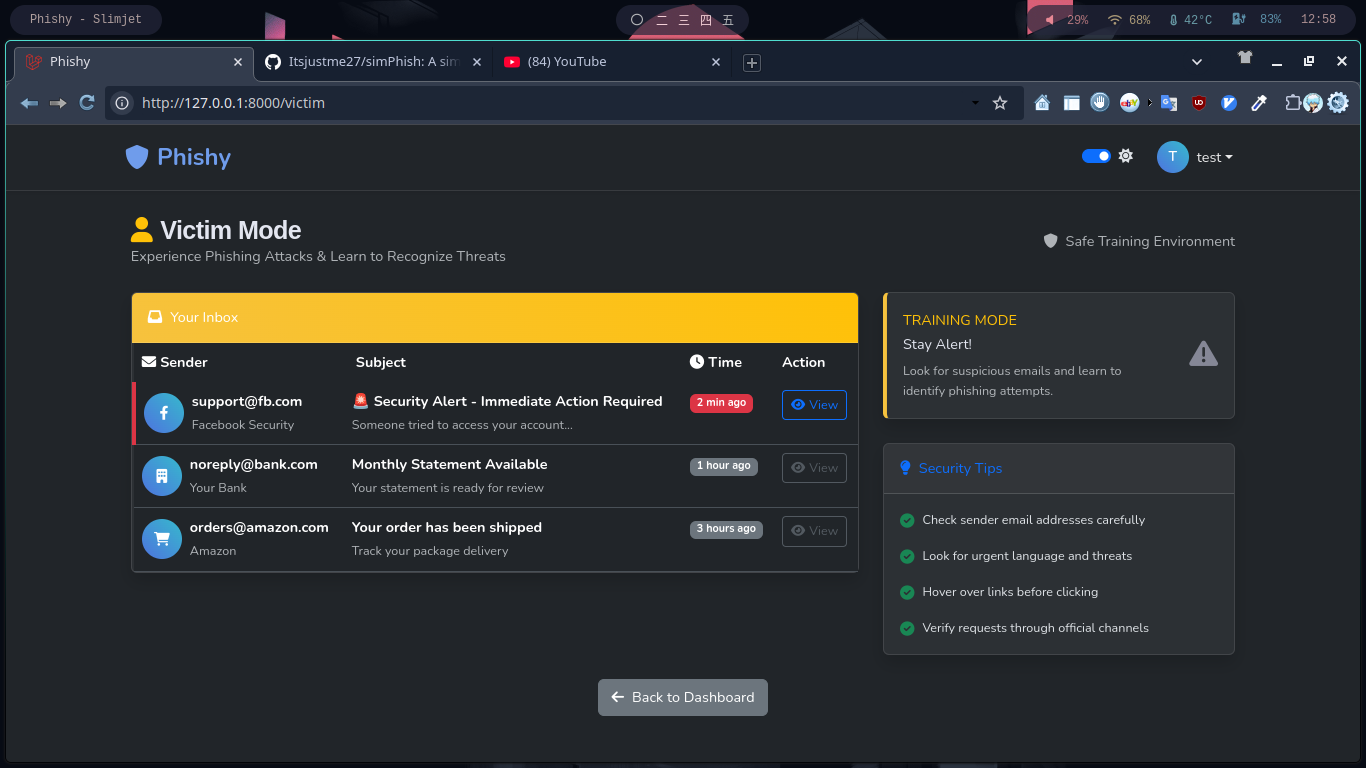 Phishy - Slimjet
二 三 四 五
29% 68% 42°C 83% 12:58
Phishy
Itsjustme27/simPhish: A sim
(84) YouTube
http://127.0.0.1:8000/victim
Phishy
T test
Victim Mode
Experience Phishing Attacks & Learn to Recognize Threats
Safe Training Environment
Your Inbox
Sender Subject Time Action
support@fb.com
Facebook Security
🚨 Security Alert - Immediate Action Required
Someone tried to access your account...
2 min ago
View
noreply@bank.com
Your Bank
Monthly Statement Available
Your statement is ready for review
1 hour ago
View
orders@amazon.com
Amazon
Your order has been shipped
Track your package delivery
3 hours ago
View
TRAINING MODE
Stay Alert!
Look for suspicious emails and learn to
identify phishing attempts.
Security Tips
Check sender email addresses carefully
Look for urgent language and threats
Hover over links before clicking
Verify requests through official channels
Back to Dashboard